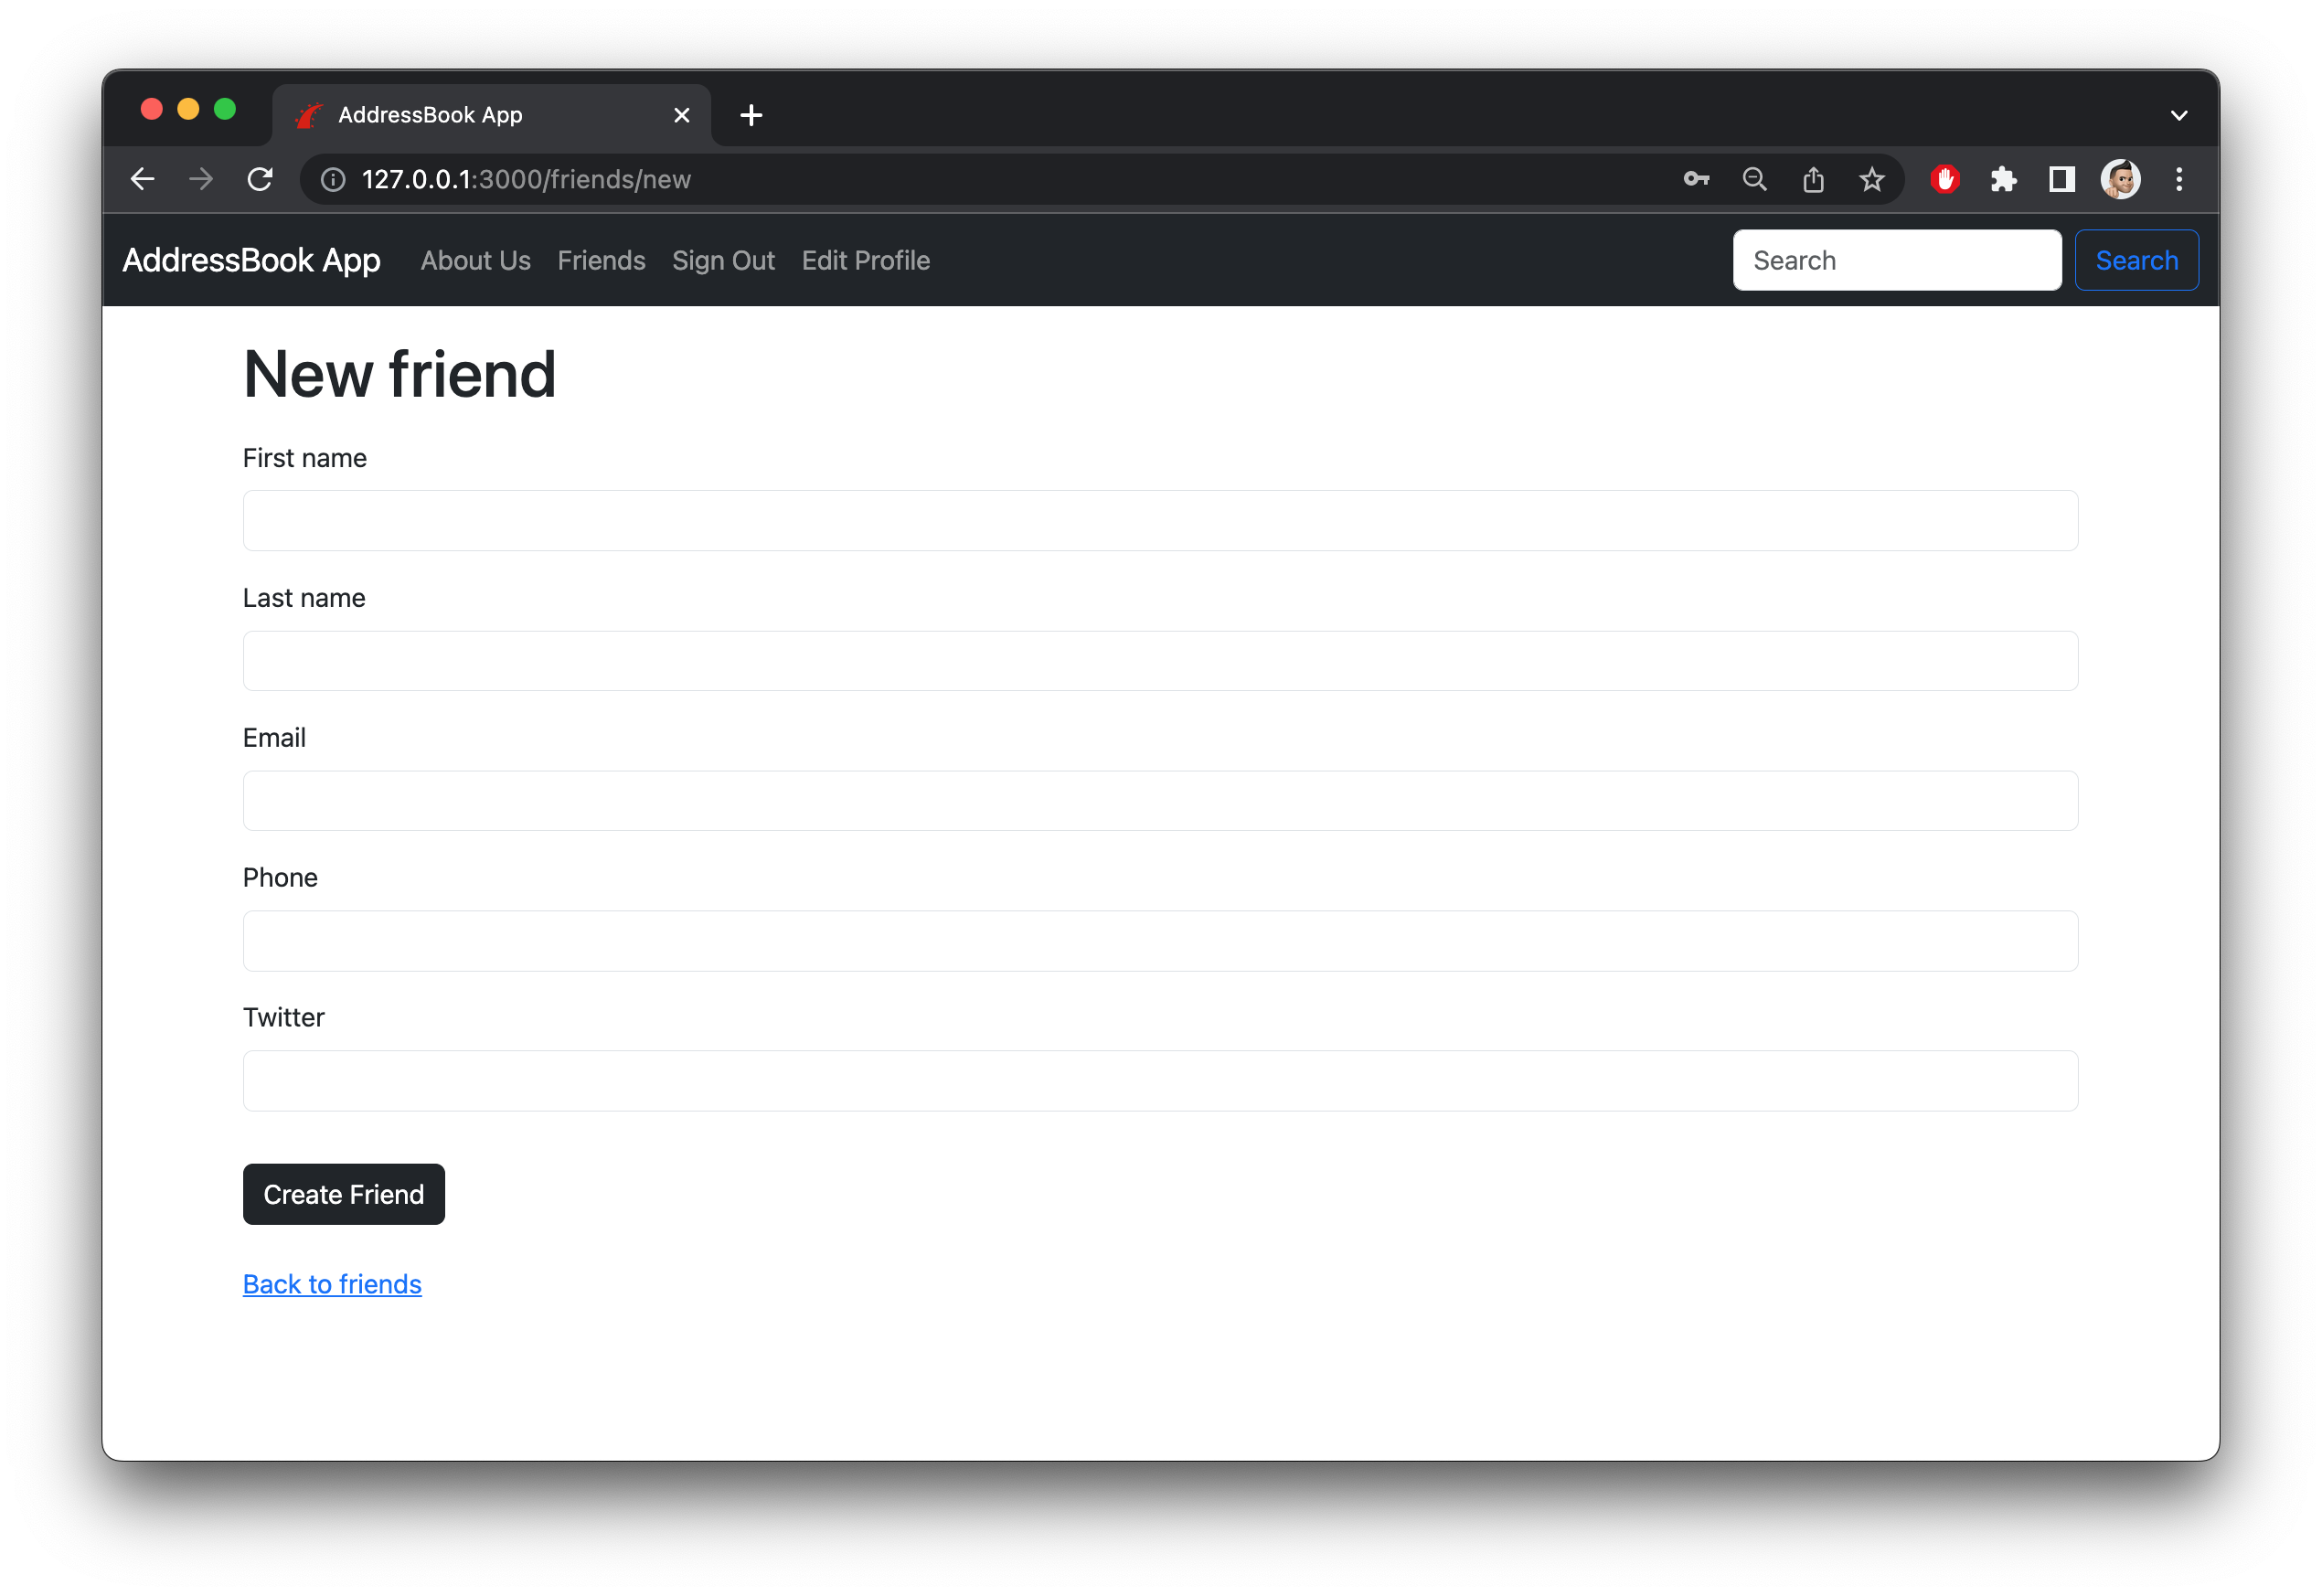 AddressBook App
127.0.0.1:3000/friends/new
AddressBook App About Us Friends Sign Out Edit Profile Search Search
New friend
First name
Last name
Email
Phone
Twitter
Create Friend
Back to friends